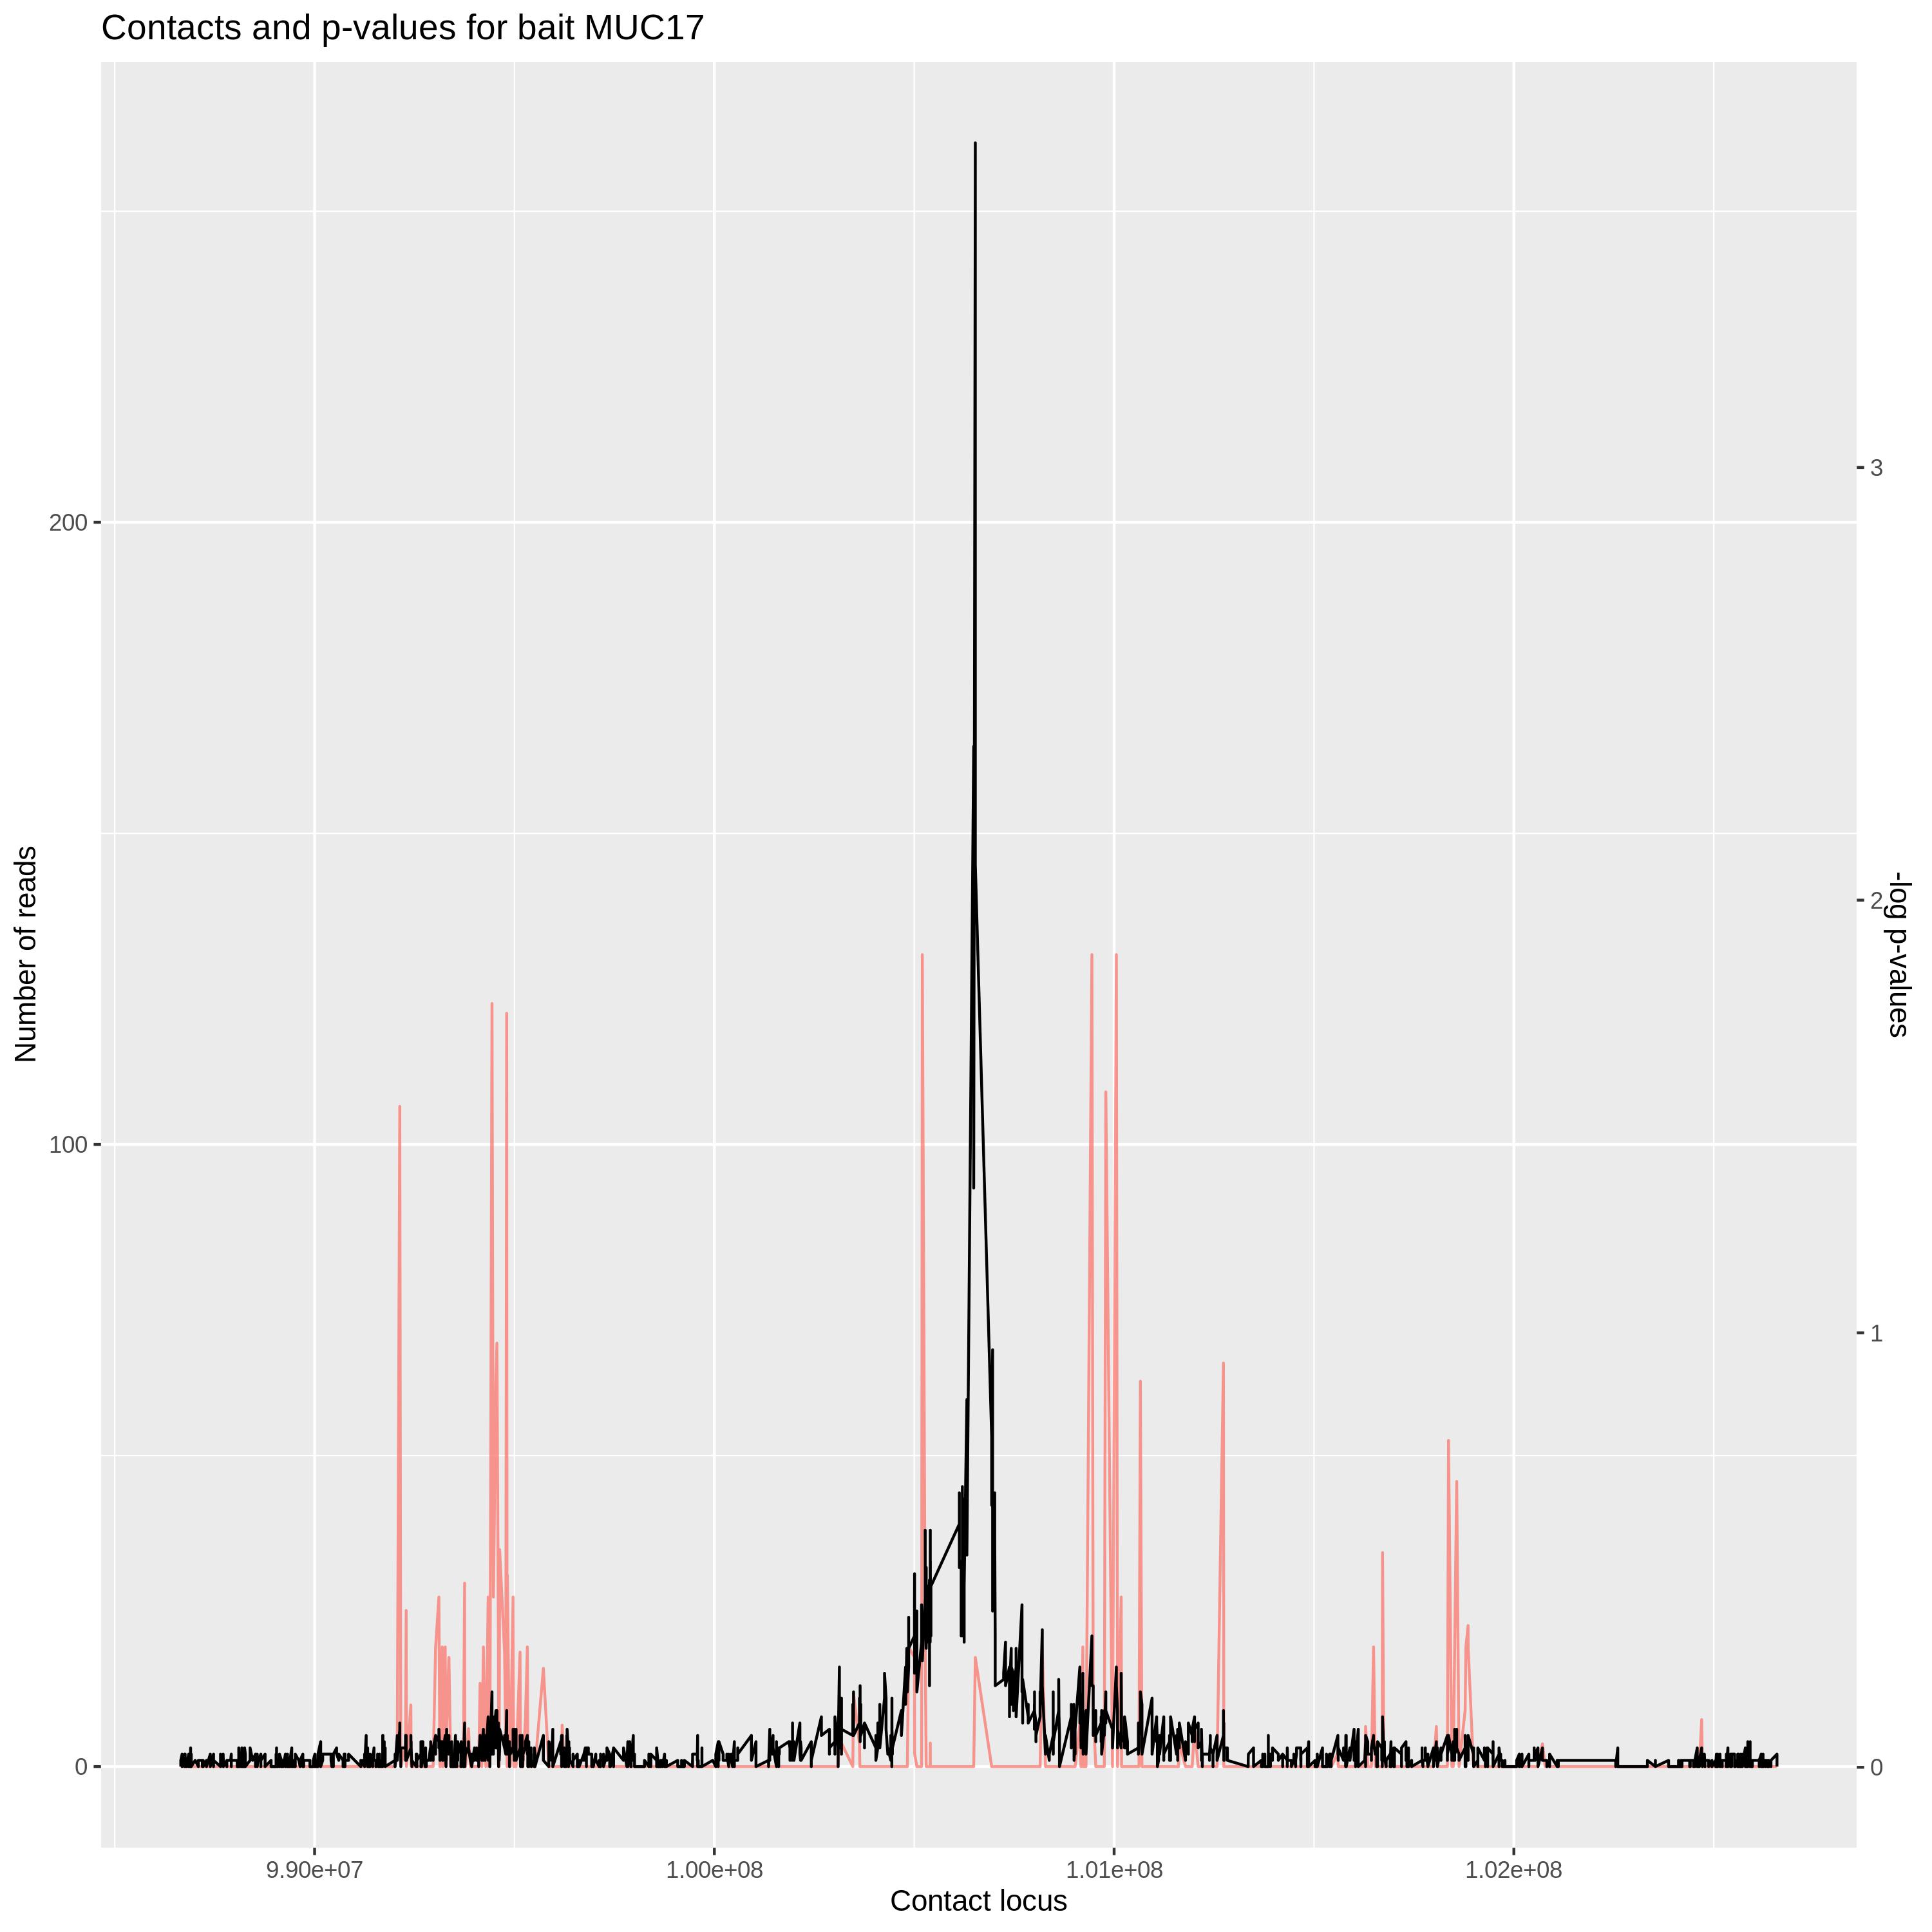 Contacts and p-values for bait MUC17
Number of reads
200
100
0
3
2
1
0
-log p-values
9.90e+07
1.00e+08
1.01e+08
1.02e+08
Contact locus